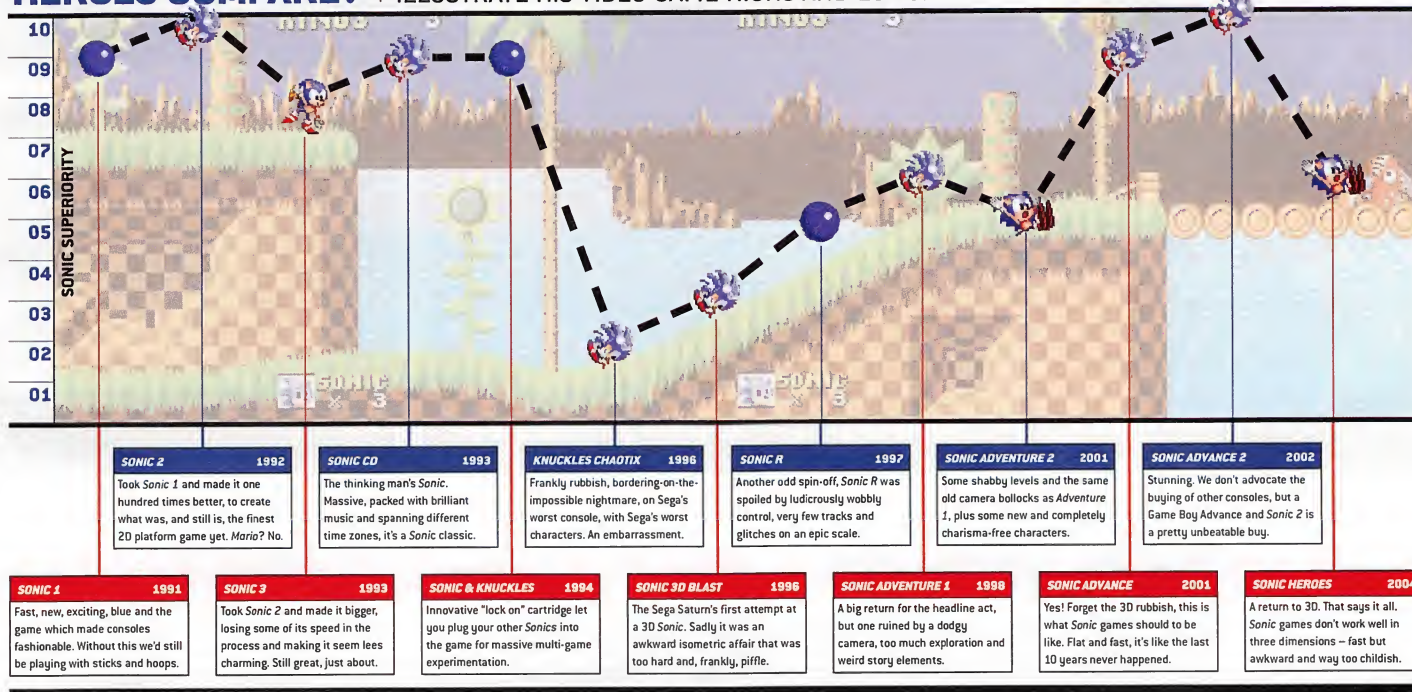 HEROES COMPARE?
ILLUSTRATE HIS VIDEO GAME HIGHS AND
RINGS 3
3
10
09
08
07
06
05
04
03
02
01
SONIC SUPERIORITY
SONIC
× 3
SONIC
SONIC 2 1992
Took Sonic 1 and made it one
hundred times better, to create
what was, and still is, the finest
2D platform game yet. Mario? No.
SONIC CD 1993
The thinking man's Sonic.
Massive, packed with brilliant
music and spanning different
time zones, it's a Sonic classic.
KNUCKLES CHAOTIX 1996
Frankly rubbish, bordering-on-the-
impossible nightmare, on Sega's
worst console, with Sega's worst
characters. An embarrassment.
SONIC R 1997
Another odd spin-off, Sonic R was
spoiled by ludicrously wobbly
control, very few tracks and
glitches on an epic scale.
SONIC ADVENTURE 2 2001
Some shabby levels and the same
old camera bollocks as Adventure
1, plus some new and completely
charisma-free characters.
SONIC ADVANCE 2 2002
Stunning. We don't advocate the
buying of other consoles, but a
Game Boy Advance and Sonic 2 is
a pretty unbeatable buy.
SONIC 1 1991
Fast, new, exciting, blue and the
game which made consoles
fashionable. Without this we'd still
be playing with sticks and hoops.
SONIC 3 1993
Took Sonic 2 and made it bigger,
losing some of its speed in the
process and making it seem lees
charming. Still great, just about.
SONIC & KNUCKLES 1994
Innovative "lock on" cartridge let
you plug your other Sonics into
the game for massive multi-game
experimentation.
SONIC 3D BLAST 1996
The Sega Saturn's first attempt at
a 3D Sonic. Sadly it was an
awkward isometric affair that was
too hard and, frankly, piffle.
SONIC ADVENTURE 1 1998
A big return for the headline act,
but one ruined by a dodgy
camera, too much exploration and
weird story elements.
SONIC ADVANCE 2001
Yes! Forget the 3D rubbish, this is
what Sonic games should to be
like. Flat and fast, it's like the last
10 years never happened.
SONIC HEROES 2004
A return to 3D. That says it all.
Sonic games don't work well in
three dimensions – fast but
awkward and way too childish.